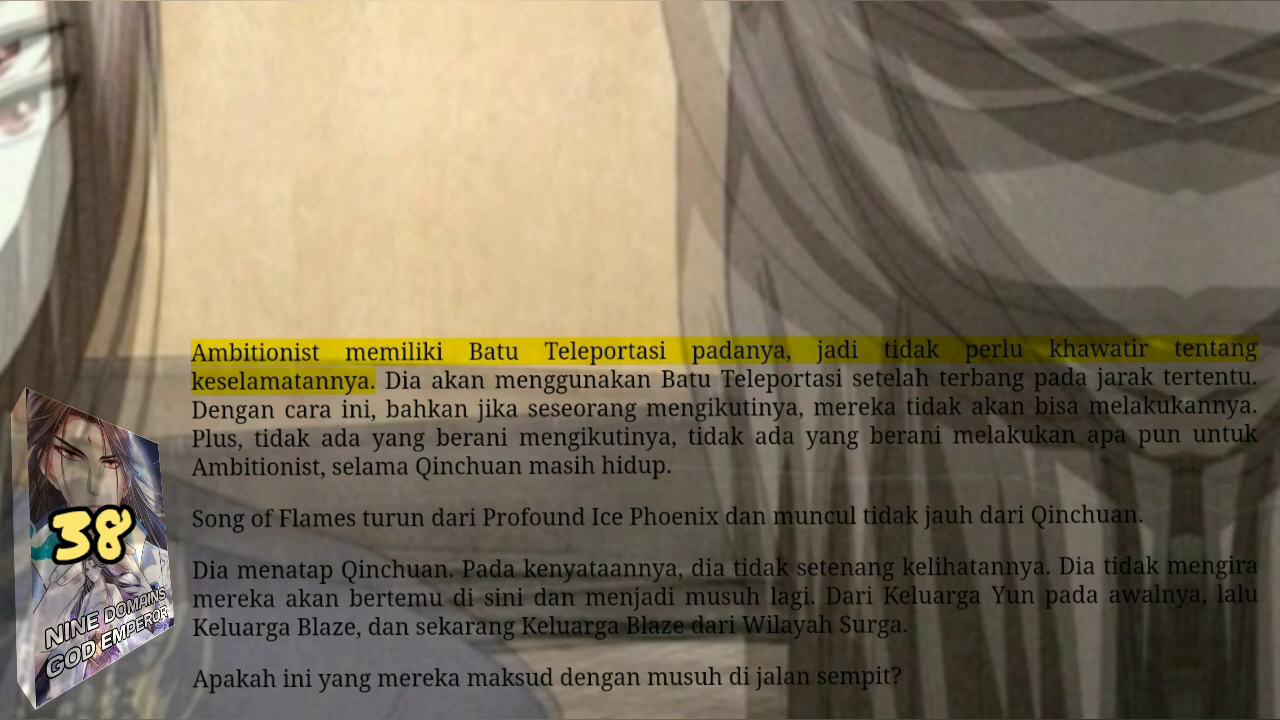 Ambitionist memiliki Batu Teleportasi padanya, jadi tidak perlu khawatir tentang
keselamatannya. Dia akan menggunakan Batu Teleportasi setelah terbang pada jarak tertentu.
Dengan cara ini, bahkan jika seseorang mengikutinya, mereka tidak akan bisa melakukannya.
Plus, tidak ada yang berani mengikutinya, tidak ada yang berani melakukan apa pun untuk
Ambitionist, selama Qinchuan masih hidup.
Song of Flames turun dari Profound Ice Phoenix dan muncul tidak jauh dari Qinchuan.
Dia menatap Qinchuan. Pada kenyataannya, dia tidak setenang kelihatannya. Dia tidak mengira
mereka akan bertemu di sini dan menjadi musuh lagi. Dari Keluarga Yun pada awalnya, lalu
Keluarga Blaze, dan sekarang Keluarga Blaze dari Wilayah Surga.
Apakah ini yang mereka maksud dengan musuh di jalan sempit?
38
NINE DOMAINS
GOD EMPEROR